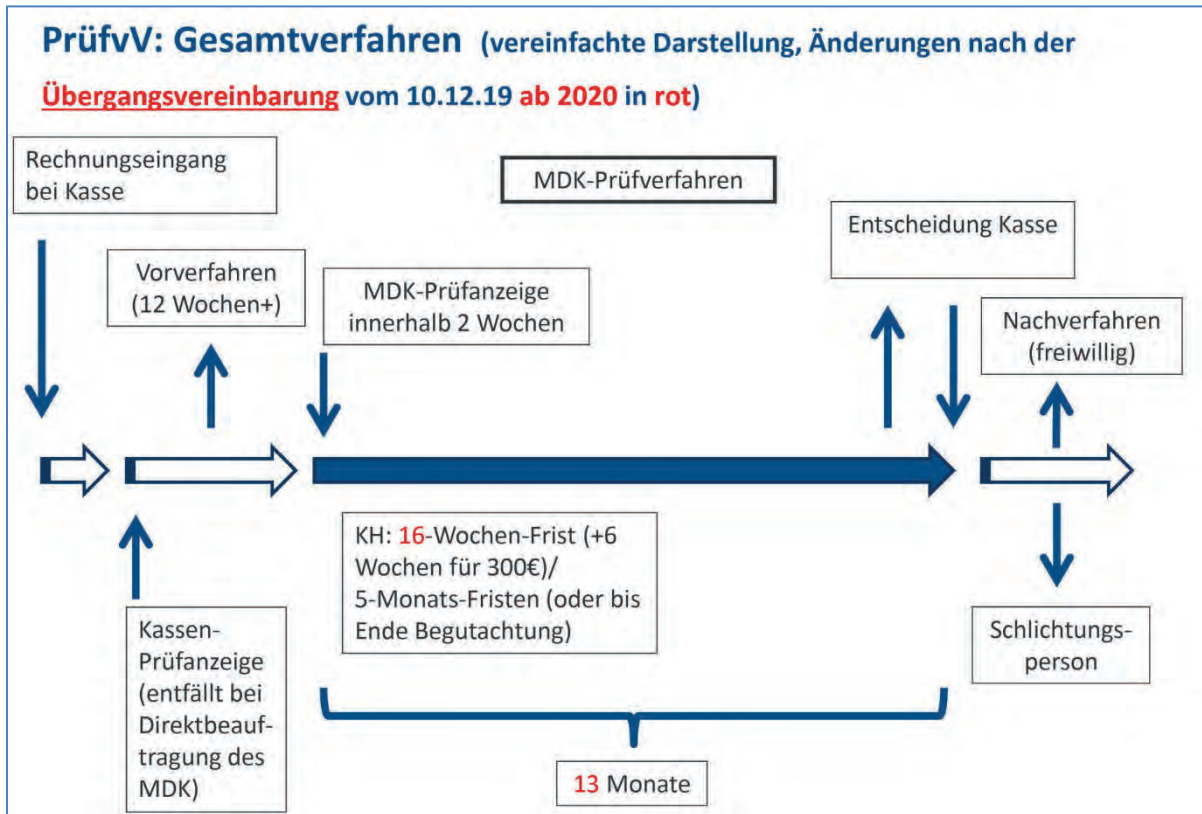 PrüfvV: Gesamtverfahren (vereinfachte Darstellung, Änderungen nach der
Übergangsvereinbarung vom 10.12.19 ab 2020 in rot)
Rechnungseingang
bei Kasse
MDK-Prüfverfahren
Entscheidung Kasse
Vorverfahren
(12 Wochen+)
MDK-Prüfanzeige
innerhalb 2 Wochen
Nachverfahren
(freiwillig)
KH: 16-Wochen-Frist (+6
Wochen für 300€)/
5-Monats-Fristen (oder bis
Ende Begutachtung)
Kassen-
Prüfanzeige
(entfällt bei
Direktbeauf-
tragung des
MDK)
Schlichtungs-
person
13 Monate